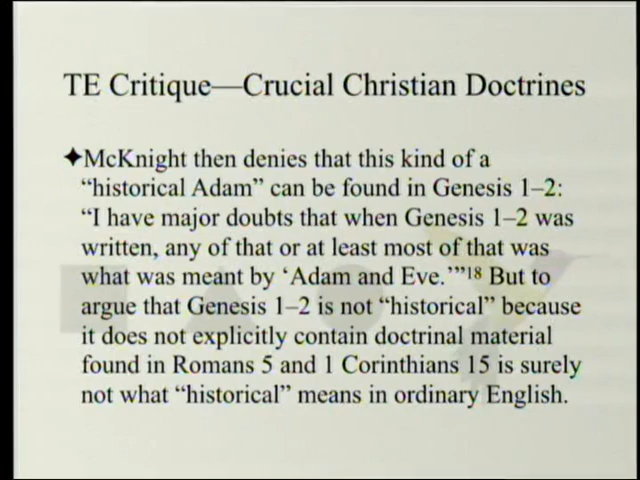 TE Critique—Crucial Christian Doctrines
✦McKnight then denies that this kind of a
“historical Adam” can be found in Genesis 1–2:
“I have major doubts that when Genesis 1–2 was
written, any of that or at least most of that was
what was meant by ‘Adam and Eve.’”18 But to
argue that Genesis 1–2 is not “historical” because
it does not explicitly contain doctrinal material
found in Romans 5 and 1 Corinthians 15 is surely
not what “historical” means in ordinary English.